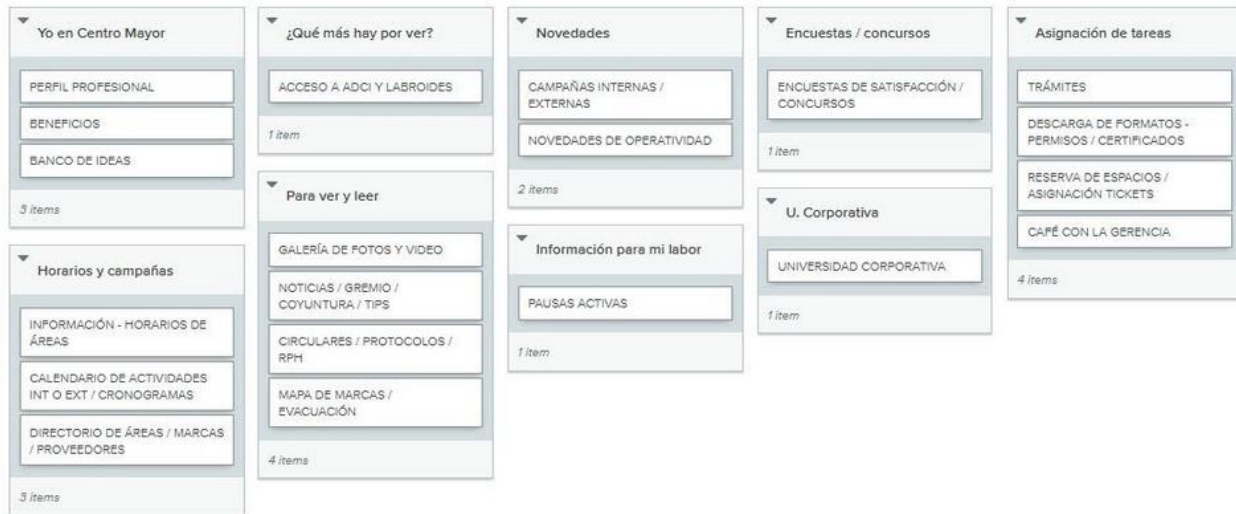 Yo en Centro Mayor
PERFIL PROFESIONAL
BENEFICIOS
BANCO DE IDEAS
3 items
Horarios y campañas
INFORMACIÓN - HORARIOS DE
ÁREAS
CALENDARIO DE ACTIVIDADES
INT O EXT / CRONOGRAMAS
DIRECTORIO DE ÁREAS / MARCAS
/ PROVEEDORES
3 items
¿Qué más hay por ver?
ACCESO A ADCI Y LABROIDES
1 item
Para ver y leer
GALERÍA DE FOTOS Y VIDEO
NOTICIAS / GREMIO /
COYUNTURA / TIPS
CIRCULARES / PROTOCOLOS /
RPH
MAPA DE MARCAS /
EVACUACIÓN
4 items
Novedades
CAMPAÑAS INTERNAS /
EXTERNAS
NOVEDADES DE OPERATIVIDAD
2 items
Información para mi labor
PAUSAS ACTIVAS
1 item
Encuestas / concursos
ENCUESTAS DE SATISFACCIÓN /
CONCURSOS
1 item
U. Corporativa
UNIVERSIDAD CORPORATIVA
1 item
Asignación de tareas
TRÁMITES
DESCARGA DE FORMATOS -
PERMISOS / CERTIFICADOS
RESERVA DE ESPACIOS /
ASIGNACIÓN TICKETS
CAFÉ CON LA GERENCIA
4 items